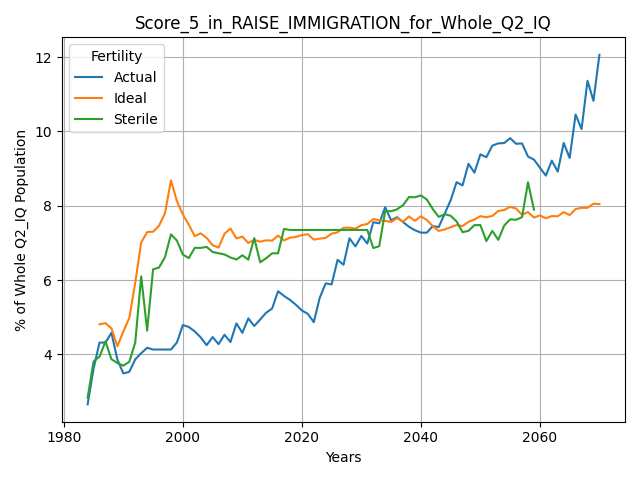 Score_5_in_RAISE_IMMIGRATION_for_Whole_Q2_IQ
Fertility
Actual
Ideal
Sterile
% of Whole Q2_IQ Population
12
10
8
6
4
1980 2000 2020 2040 2060
Years